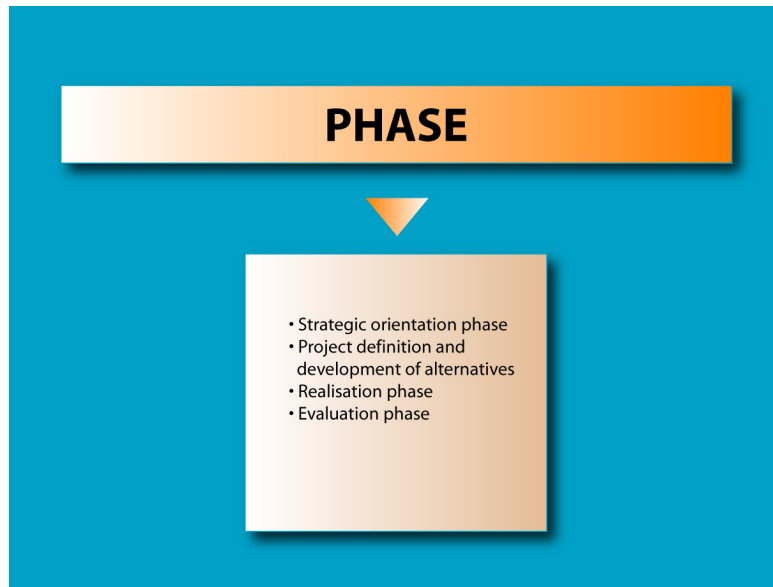 PHASE
• Strategic orientation phase
• Project definition and
development of alternatives
• Realisation phase
• Evaluation phase